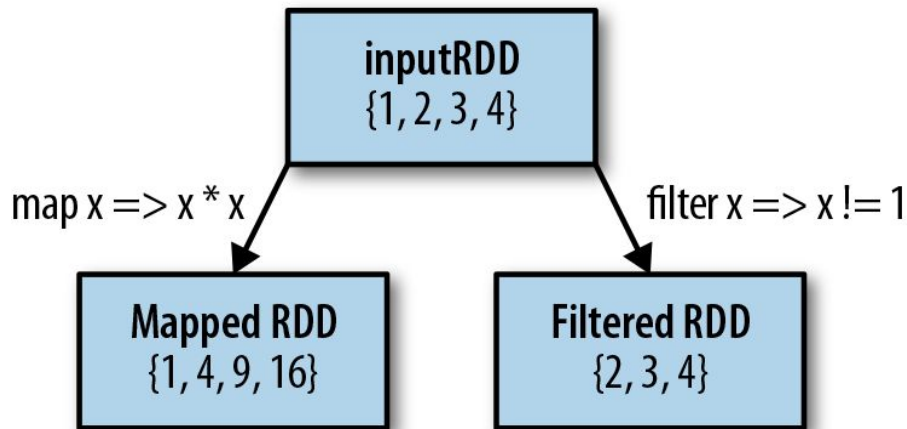 inputRDD
{1, 2, 3, 4}
map x => x * x
filter x => x != 1
Mapped RDD
{1, 4, 9, 16}
Filtered RDD
{2, 3, 4}